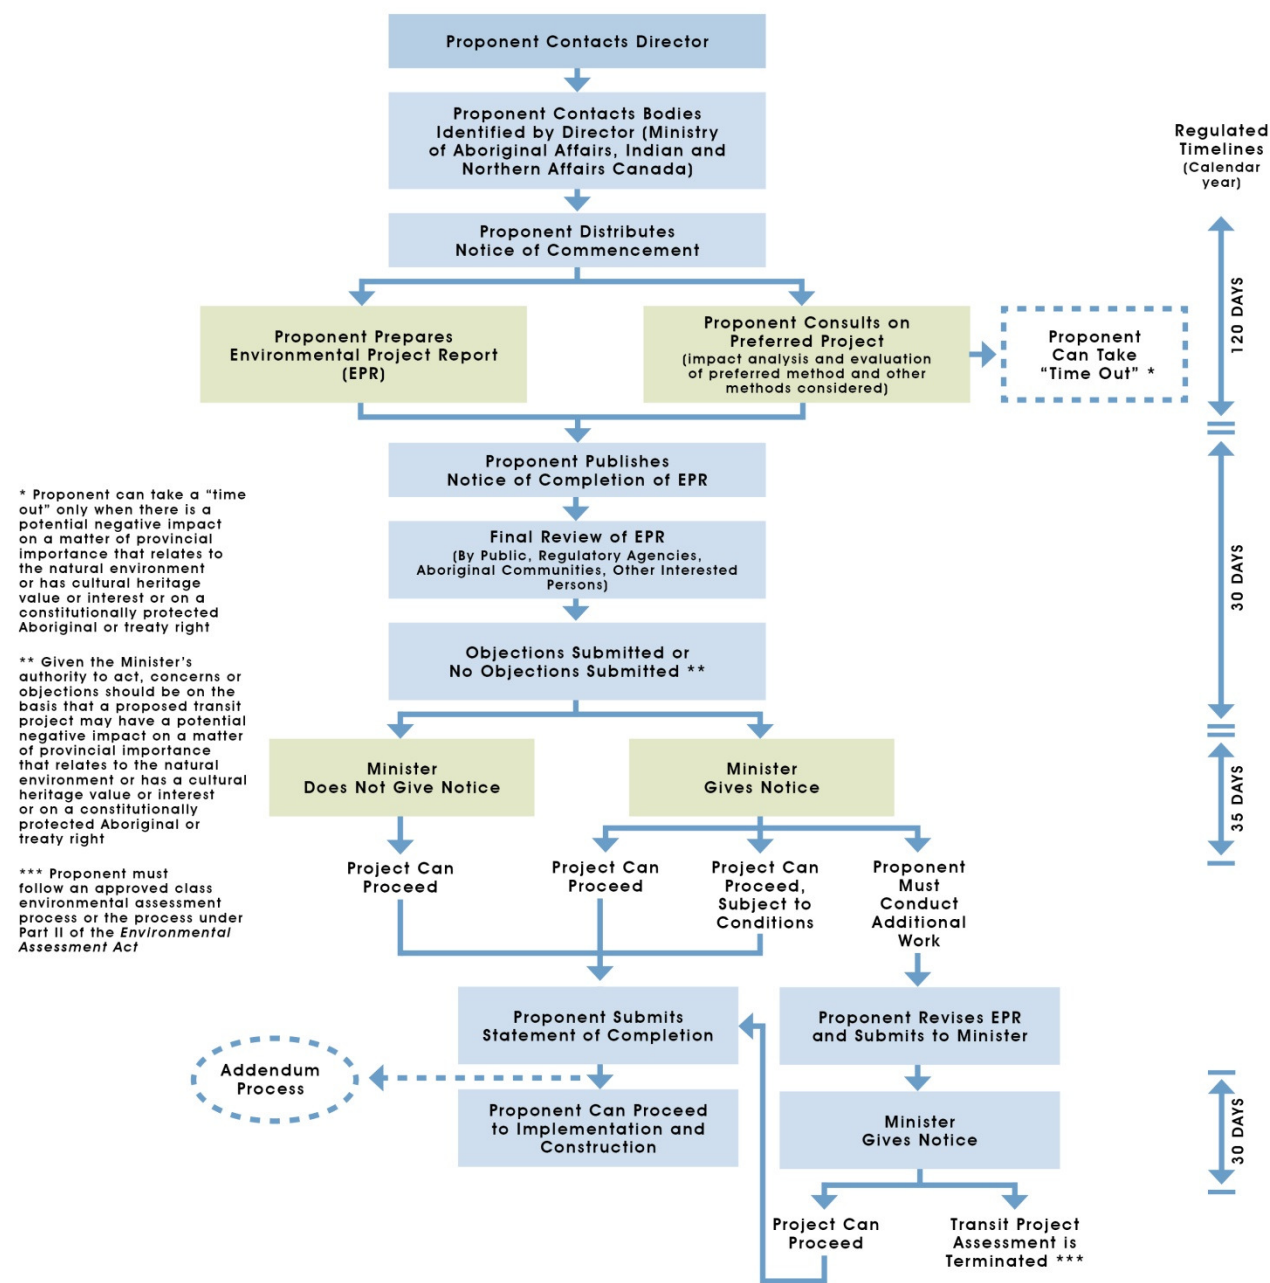 Proponent Contacts Director
Proponent Contacts Bodies
Identified by Director (Ministry
of Aboriginal Affairs, Indian and
Northern Affairs Canada)
Regulated
Timelines
(Calendar
year)
Proponent Distributes
Notice of Commencement
120 DAYS
Proponent Prepares
Environmental Project Report
(EPR)
Proponent Consults on
Preferred Project
(impact analysis and evaluation
of preferred method and other
methods considered)
Proponent
Can Take
"Time Out" *
Proponent Publishes
Notice of Completion of EPR
30 DAYS
Final Review of EPR
(By Public, Regulatory Agencies,
Aboriginal Communities, Other Interested
Persons)
Objections Submitted or
No Objections Submitted **
* Proponent can take a "time
out" only when there is a
potential negative impact
on a matter of provincial
importance that relates to
the natural environment
or has cultural heritage
value or interest or on a
constitutionally protected
Aboriginal or treaty right
** Given the Minister's
authority to act, concerns or
objections should be on the
basis that a proposed transit
project may have a potential
negative impact on a matter
of provincial importance
that relates to the natural
environment or has a cultural
heritage value or interest
or on a constitutionally
protected Aboriginal or
treaty right
*** Proponent must
follow an approved class
environmental assessment
process or the process under
Part II of the Environmental
Assessment Act
Minister
Does Not Give Notice
Minister
Gives Notice
35 DAYS
Project Can
Proceed
Project Can
Proceed
Project Can
Proceed,
Subject to
Conditions
Proponent
Must
Conduct
Additional
Work
Proponent Submits
Statement of Completion
Proponent Revises EPR
and Submits to Minister
Addendum
Process
Proponent Can Proceed
to Implementation and
Construction
Minister
Gives Notice
30 DAYS
Project Can
Proceed
Transit Project
Assessment is
Terminated ***